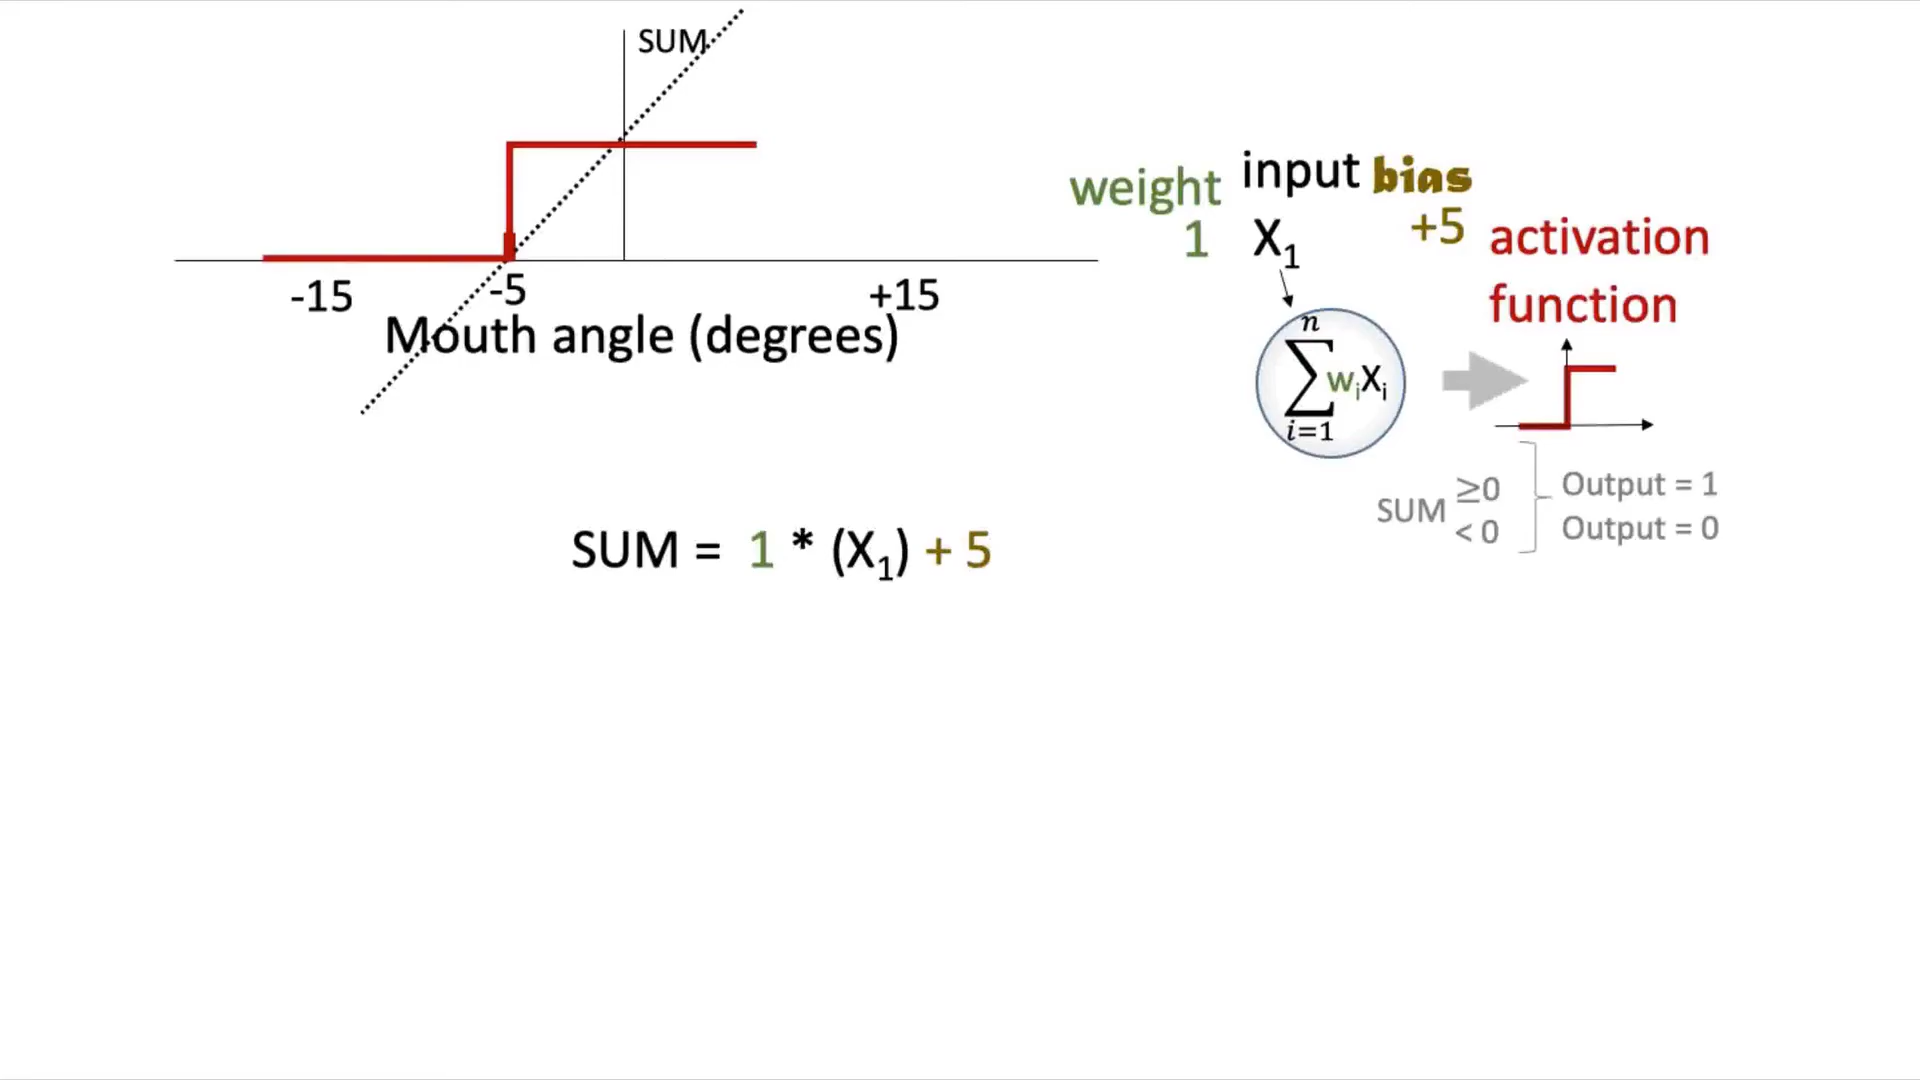 SUM
-15
-5
+15
Mouth angle (degrees)
weight input bias
1 X₁ +5
activation
function
n
∑ wᵢXᵢ
i=1
SUM ≥0 Output = 1
< 0 Output = 0
SUM = 1 * (X₁) + 5